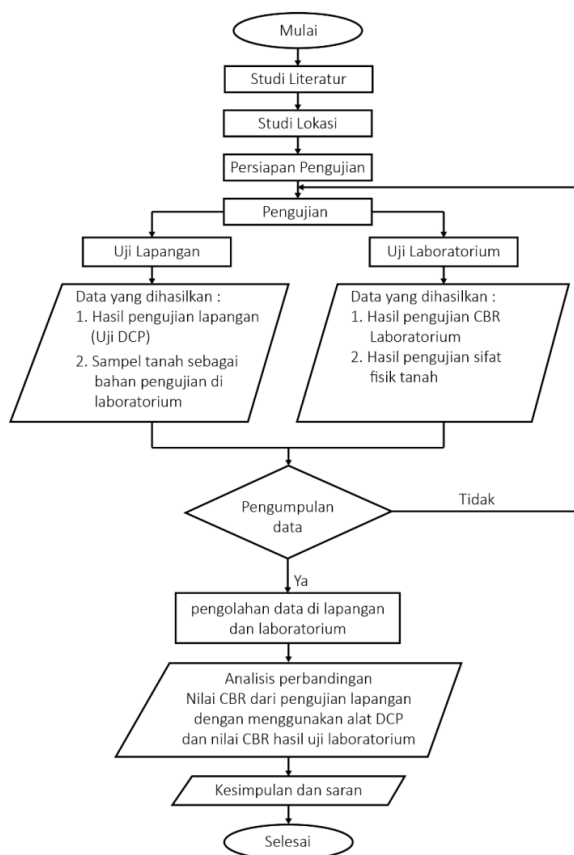 Mulai
Studi Literatur
Studi Lokasi
Persiapan Pengujian
Pengujian
Uji Lapangan
Uji Laboratorium
Data yang dihasilkan :
1. Hasil pengujian lapangan
(Uji DCP)
2. Sampel tanah sebagai
bahan pengujian di
laboratorium
Data yang dihasilkan :
1. Hasil pengujian CBR
Laboratorium
2. Hasil pengujian sifat
fisik tanah
Pengumpulan
data
Tidak
Ya
pengolahan data di lapangan
dan laboratorium
Analisis perbandingan
Nilai CBR dari pengujian lapangan
dengan menggunakan alat DCP
dan nilai CBR hasil uji laboratorium
Kesimpulan dan saran
Selesai